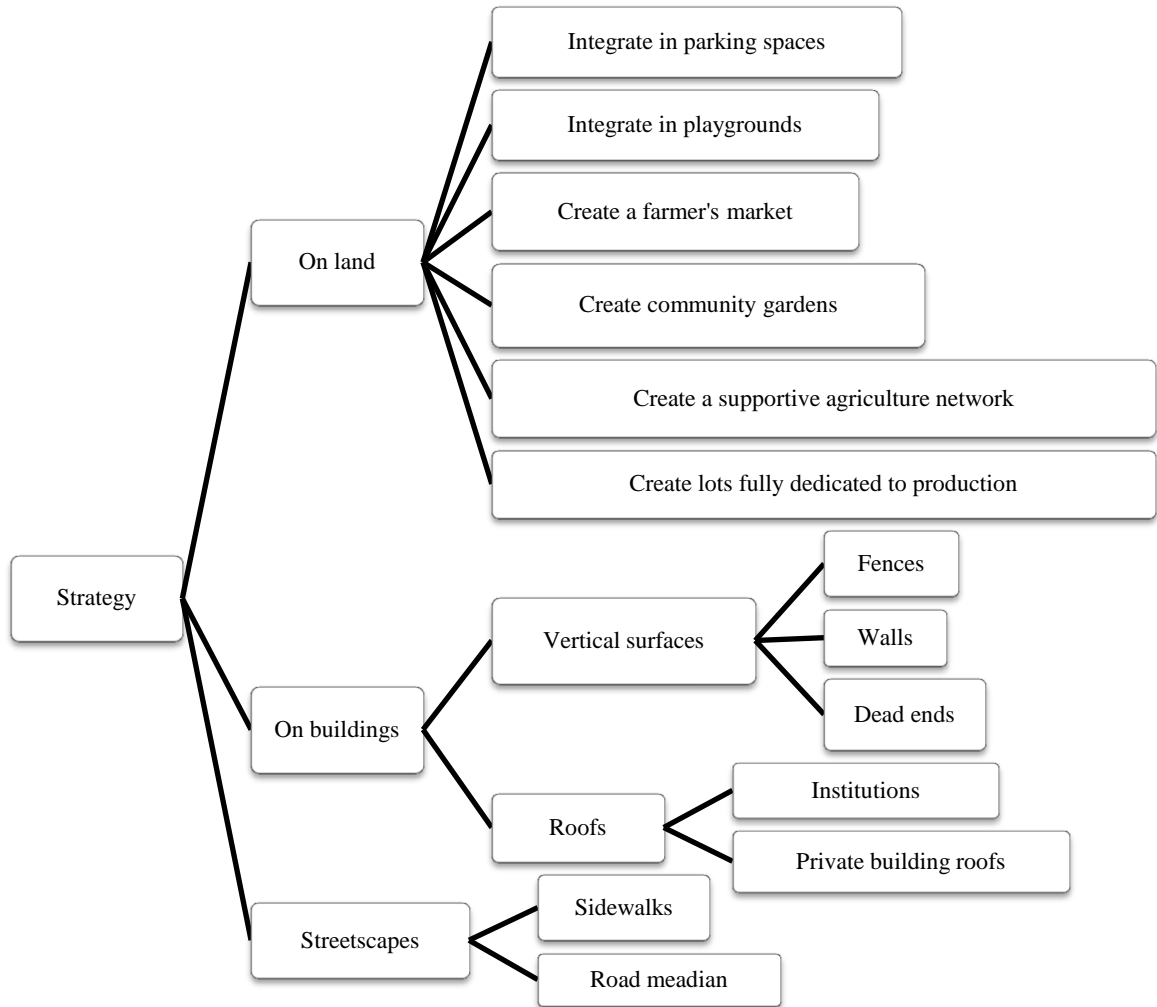 Integrate in parking spaces
Integrate in playgrounds
Create a farmer's market
On land
Create community gardens
Create a supportive agriculture network
Create lots fully dedicated to production
Strategy
Fences
Vertical surfaces
Walls
Dead ends
On buildings
Institutions
Roofs
Private building roofs
Sidewalks
Streetscapes
Road meadian